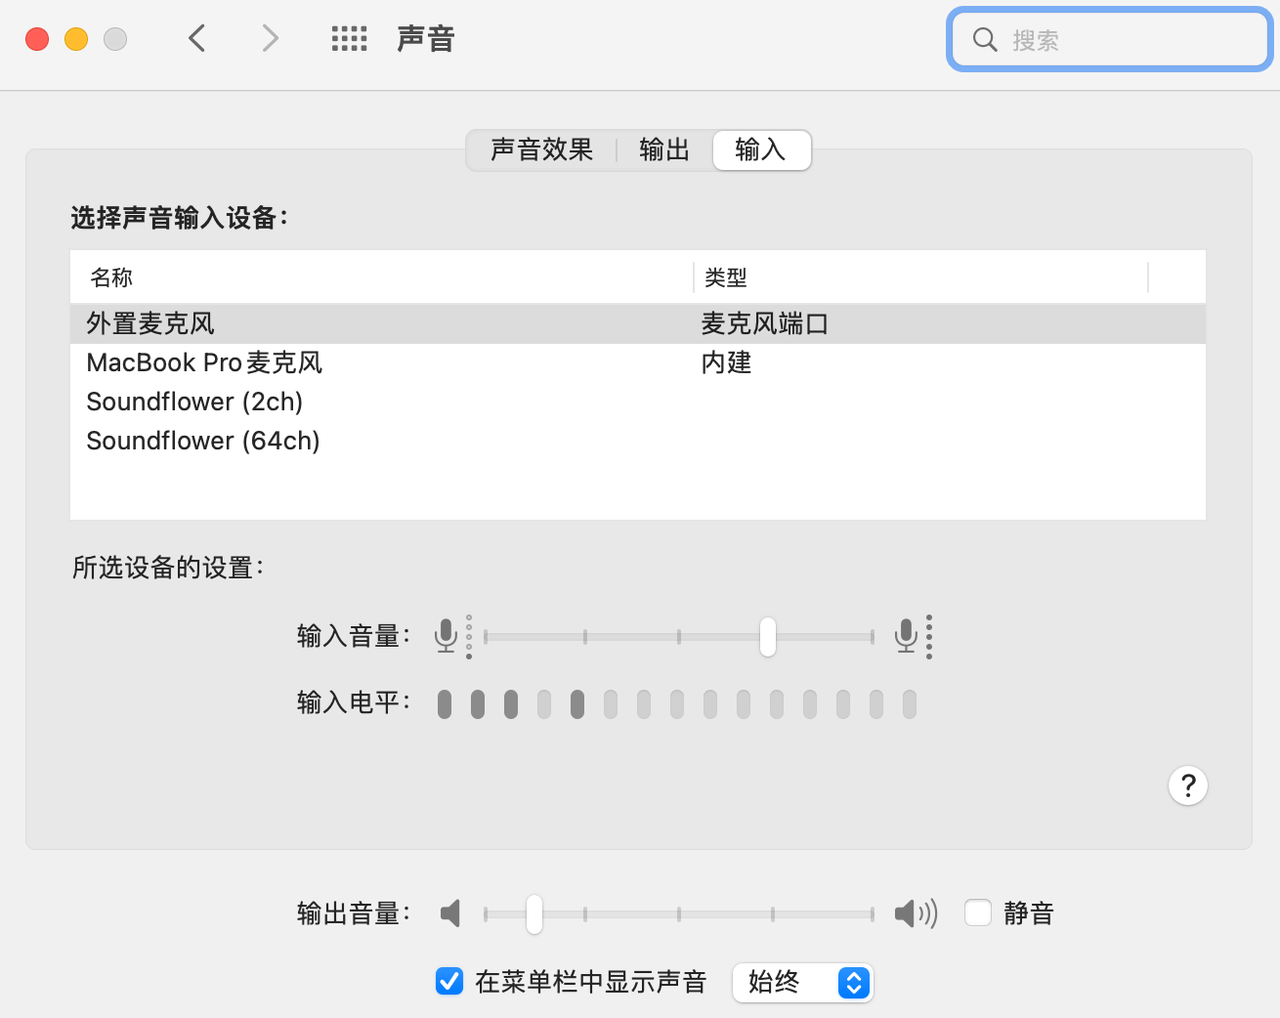 声音
搜索
声音效果 输出 输入
选择声音输入设备：
名称 类型
外置麦克风 麦克风端口
MacBook Pro麦克风 内建
Soundflower (2ch)
Soundflower (64ch)
所选设备的设置：
输入音量：
输入电平：
?
输出音量： 静音
在菜单栏中显示声音 始终